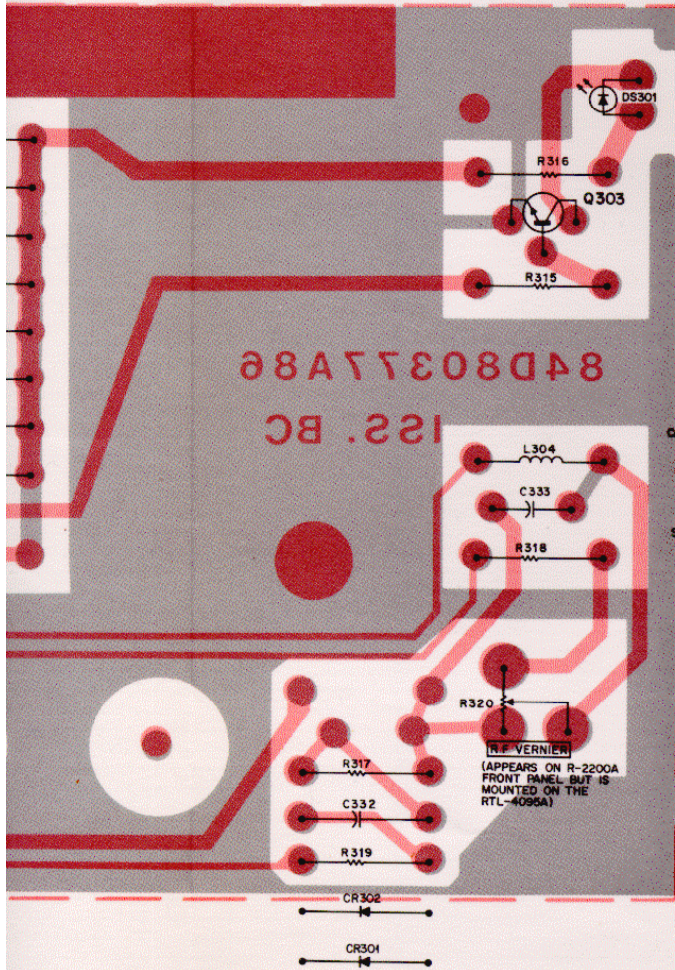 DS301
R316
Q303
R315
84D80377A86
ISS. BC
L304
C333
R318
R320
R.F VERNIER
(APPEARS ON R-2200A
FRONT PANEL BUT IS
MOUNTED ON THE
RTL-4095A)
R317
C332
R319
CR302
CR301